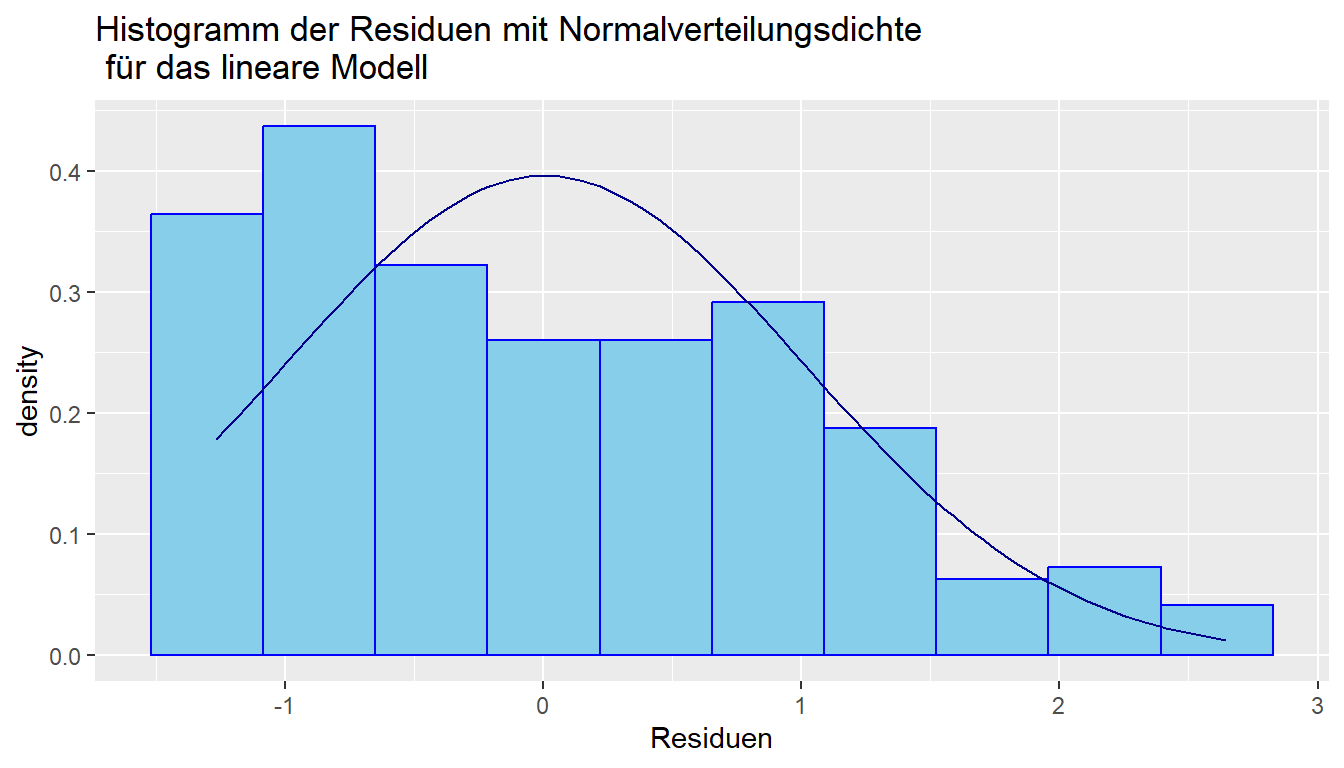 Histogramm der Residuen mit Normalverteilungsdichte
für das lineare Modell
density
0.4
0.3
0.2
0.1
0.0
-1
0
1
2
3
Residuen